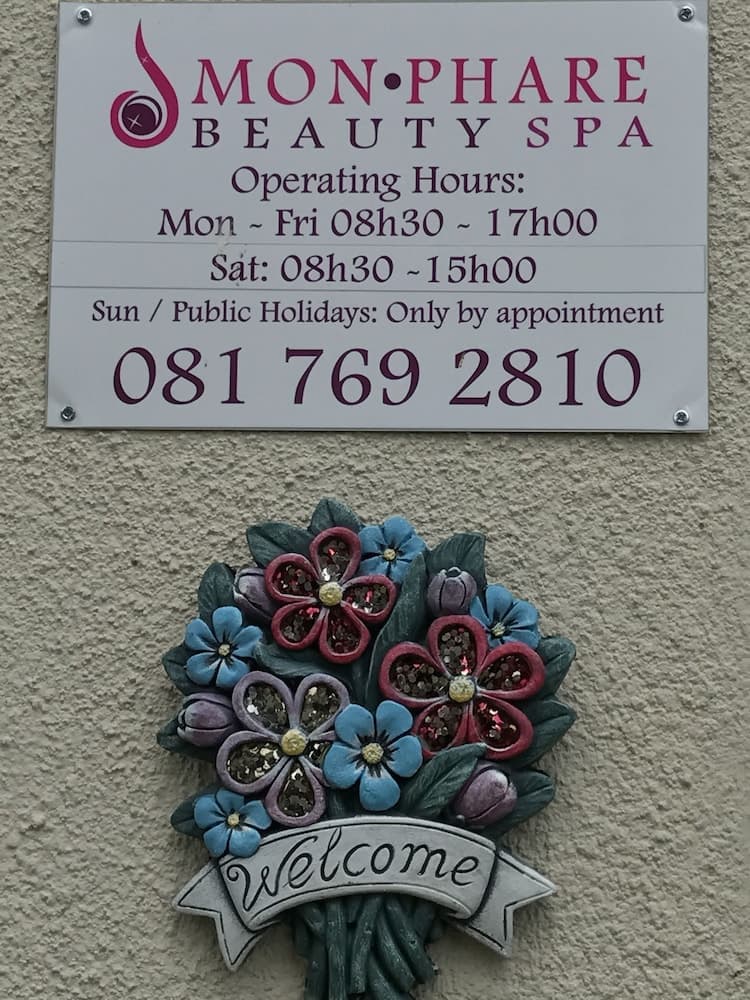 MON•PHARE
BEAUTY SPA
Operating Hours:
Mon - Fri 08h30 - 17h00
Sat: 08h30 -15h00
Sun / Public Holidays: Only by appointment
081 769 2810
Welcome